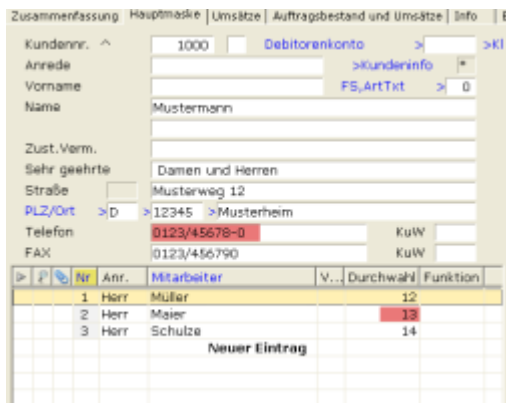 Zusammenfassung Hauptmaske Umsätze Auftragsbestand und Umsätze Info
Kundennr. ^ 1000 Debitorenkonto > >Kl
Anrede >Kundeninfo *
Vorname FS,ArtTxt > 0
Name Mustermann
Zust.Verm.
Sehr geehrte Damen und Herren
Straße Musterweg 12
PLZ/Ort >D >12345 >Musterheim
Telefon 0123/45678-0 KuW
FAX 0123/456790 KuW
Nr Anr. Mitarbeiter V... Durchwahl Funktion
1 Herr Müller 12
2 Herr Maier 13
3 Herr Schulze 14
Neuer Eintrag